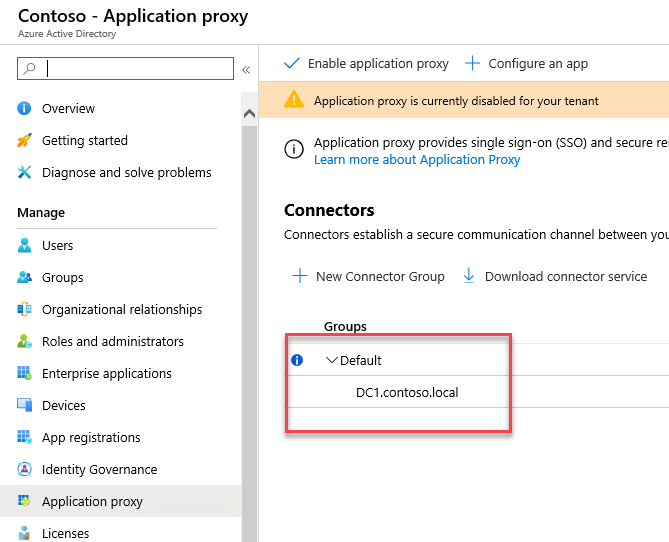 Contoso - Application proxy
Azure Active Directory
Overview
Getting started
Diagnose and solve problems
Manage
Users
Groups
Organizational relationships
Roles and administrators
Enterprise applications
Devices
App registrations
Identity Governance
Application proxy
Licenses
Enable application proxy
Configure an app
Application proxy is currently disabled for your tenant
Application proxy provides single sign-on (SSO) and secure re
Learn more about Application Proxy
Connectors
Connectors establish a secure communication channel between you
New Connector Group
Download connector service
Groups
Default
DC1.contoso.local